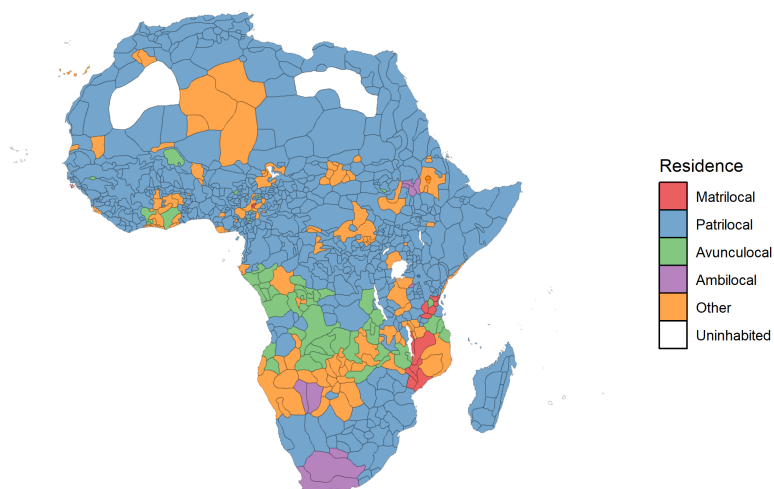 Residence
Matrilocal
Patrilocal
Avunculocal
Ambilocal
Other
Uninhabited